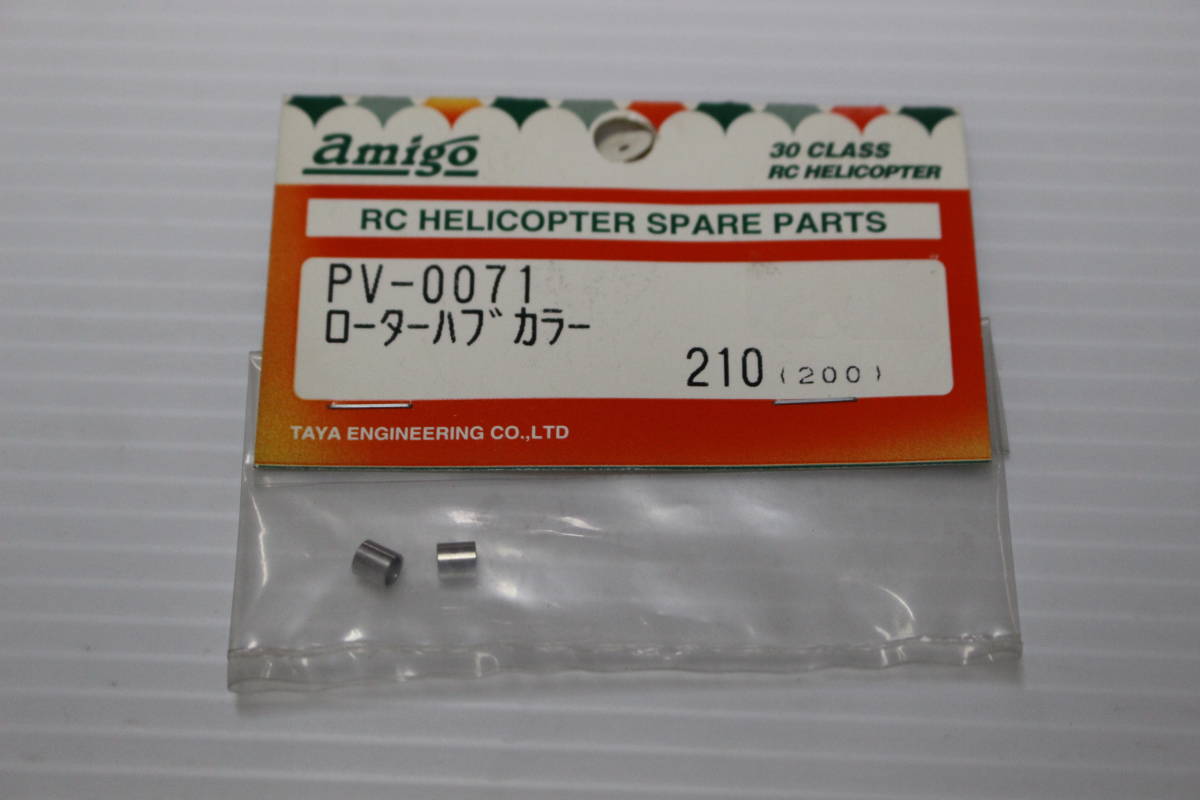 amigo
30 CLASS
RC HELICOPTER
RC HELICOPTER SPARE PARTS
PV-0071
ローターハブカラー
210 (200)
TAYA ENGINEERING CO.,LTD